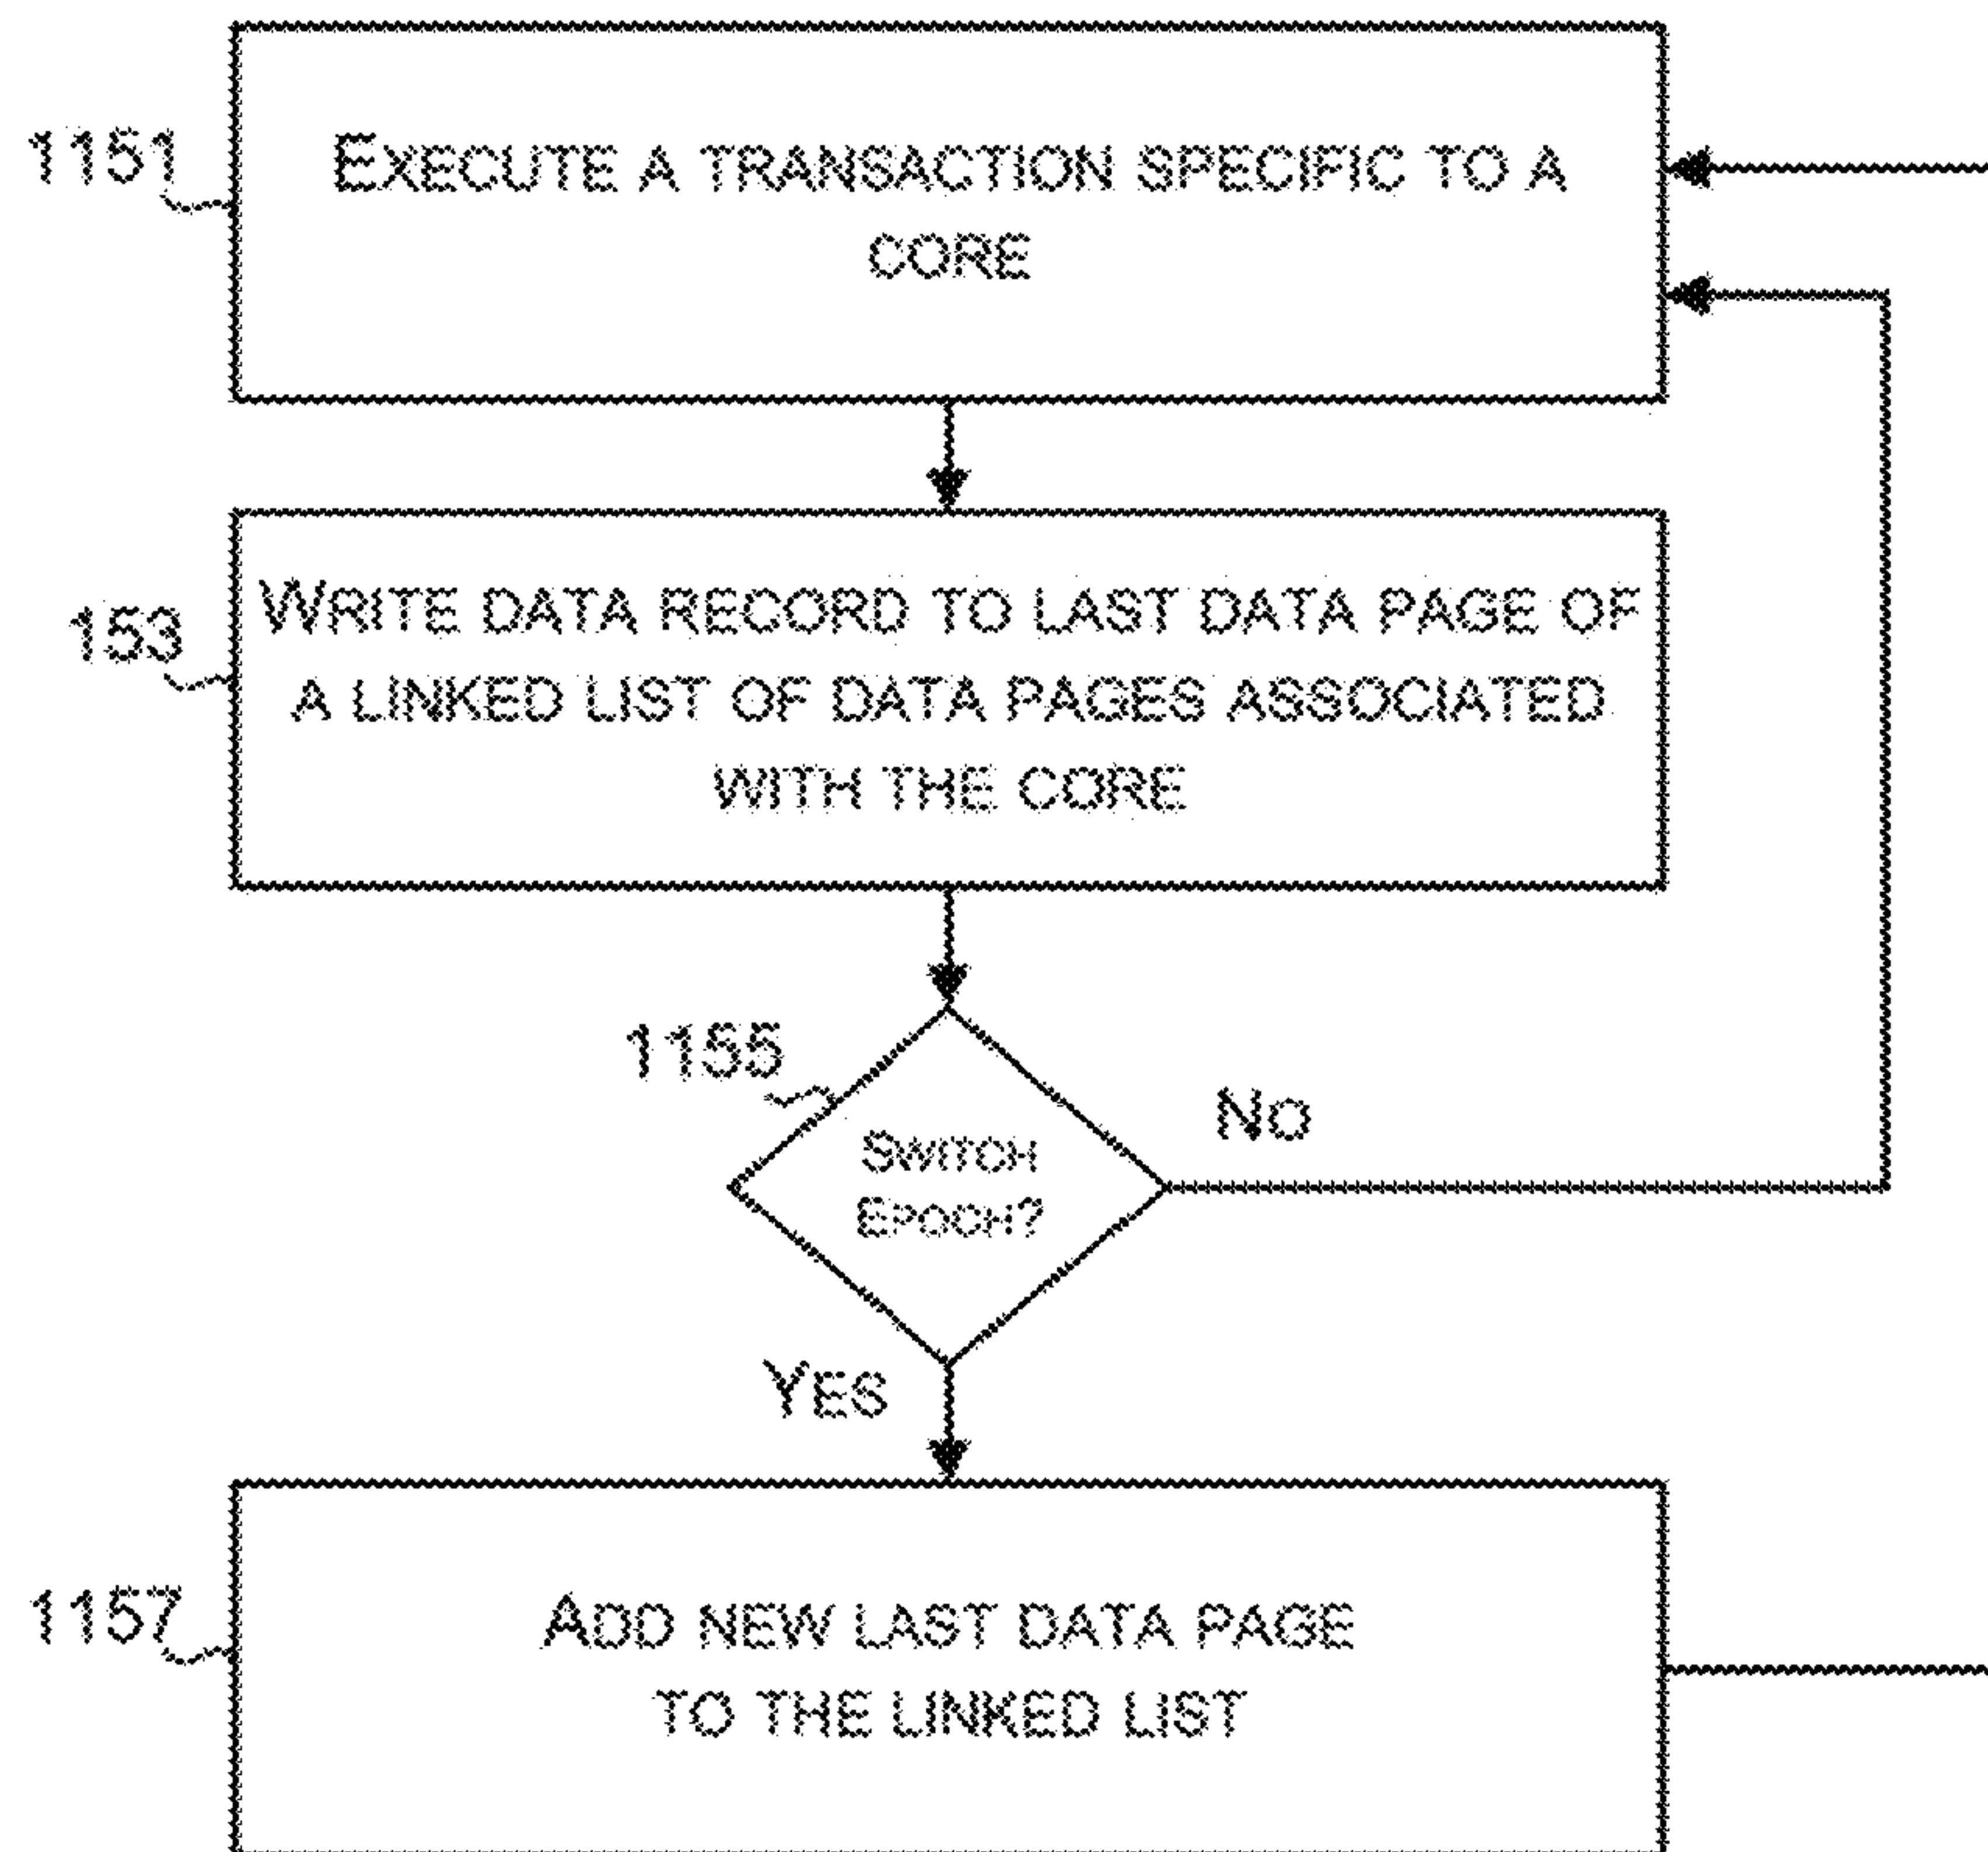 1151
EXECUTE A TRANSACTION SPECIFIC TO A
CORE
153
WRITE DATA RECORD TO LAST DATA PAGE OF
A LINKED LIST OF DATA PAGES ASSOCIATED
WITH THE CORE
1155
SWITCH
EPOCH?
NO
YES
1157
ADD NEW LAST DATA PAGE
TO THE LINKED LIST